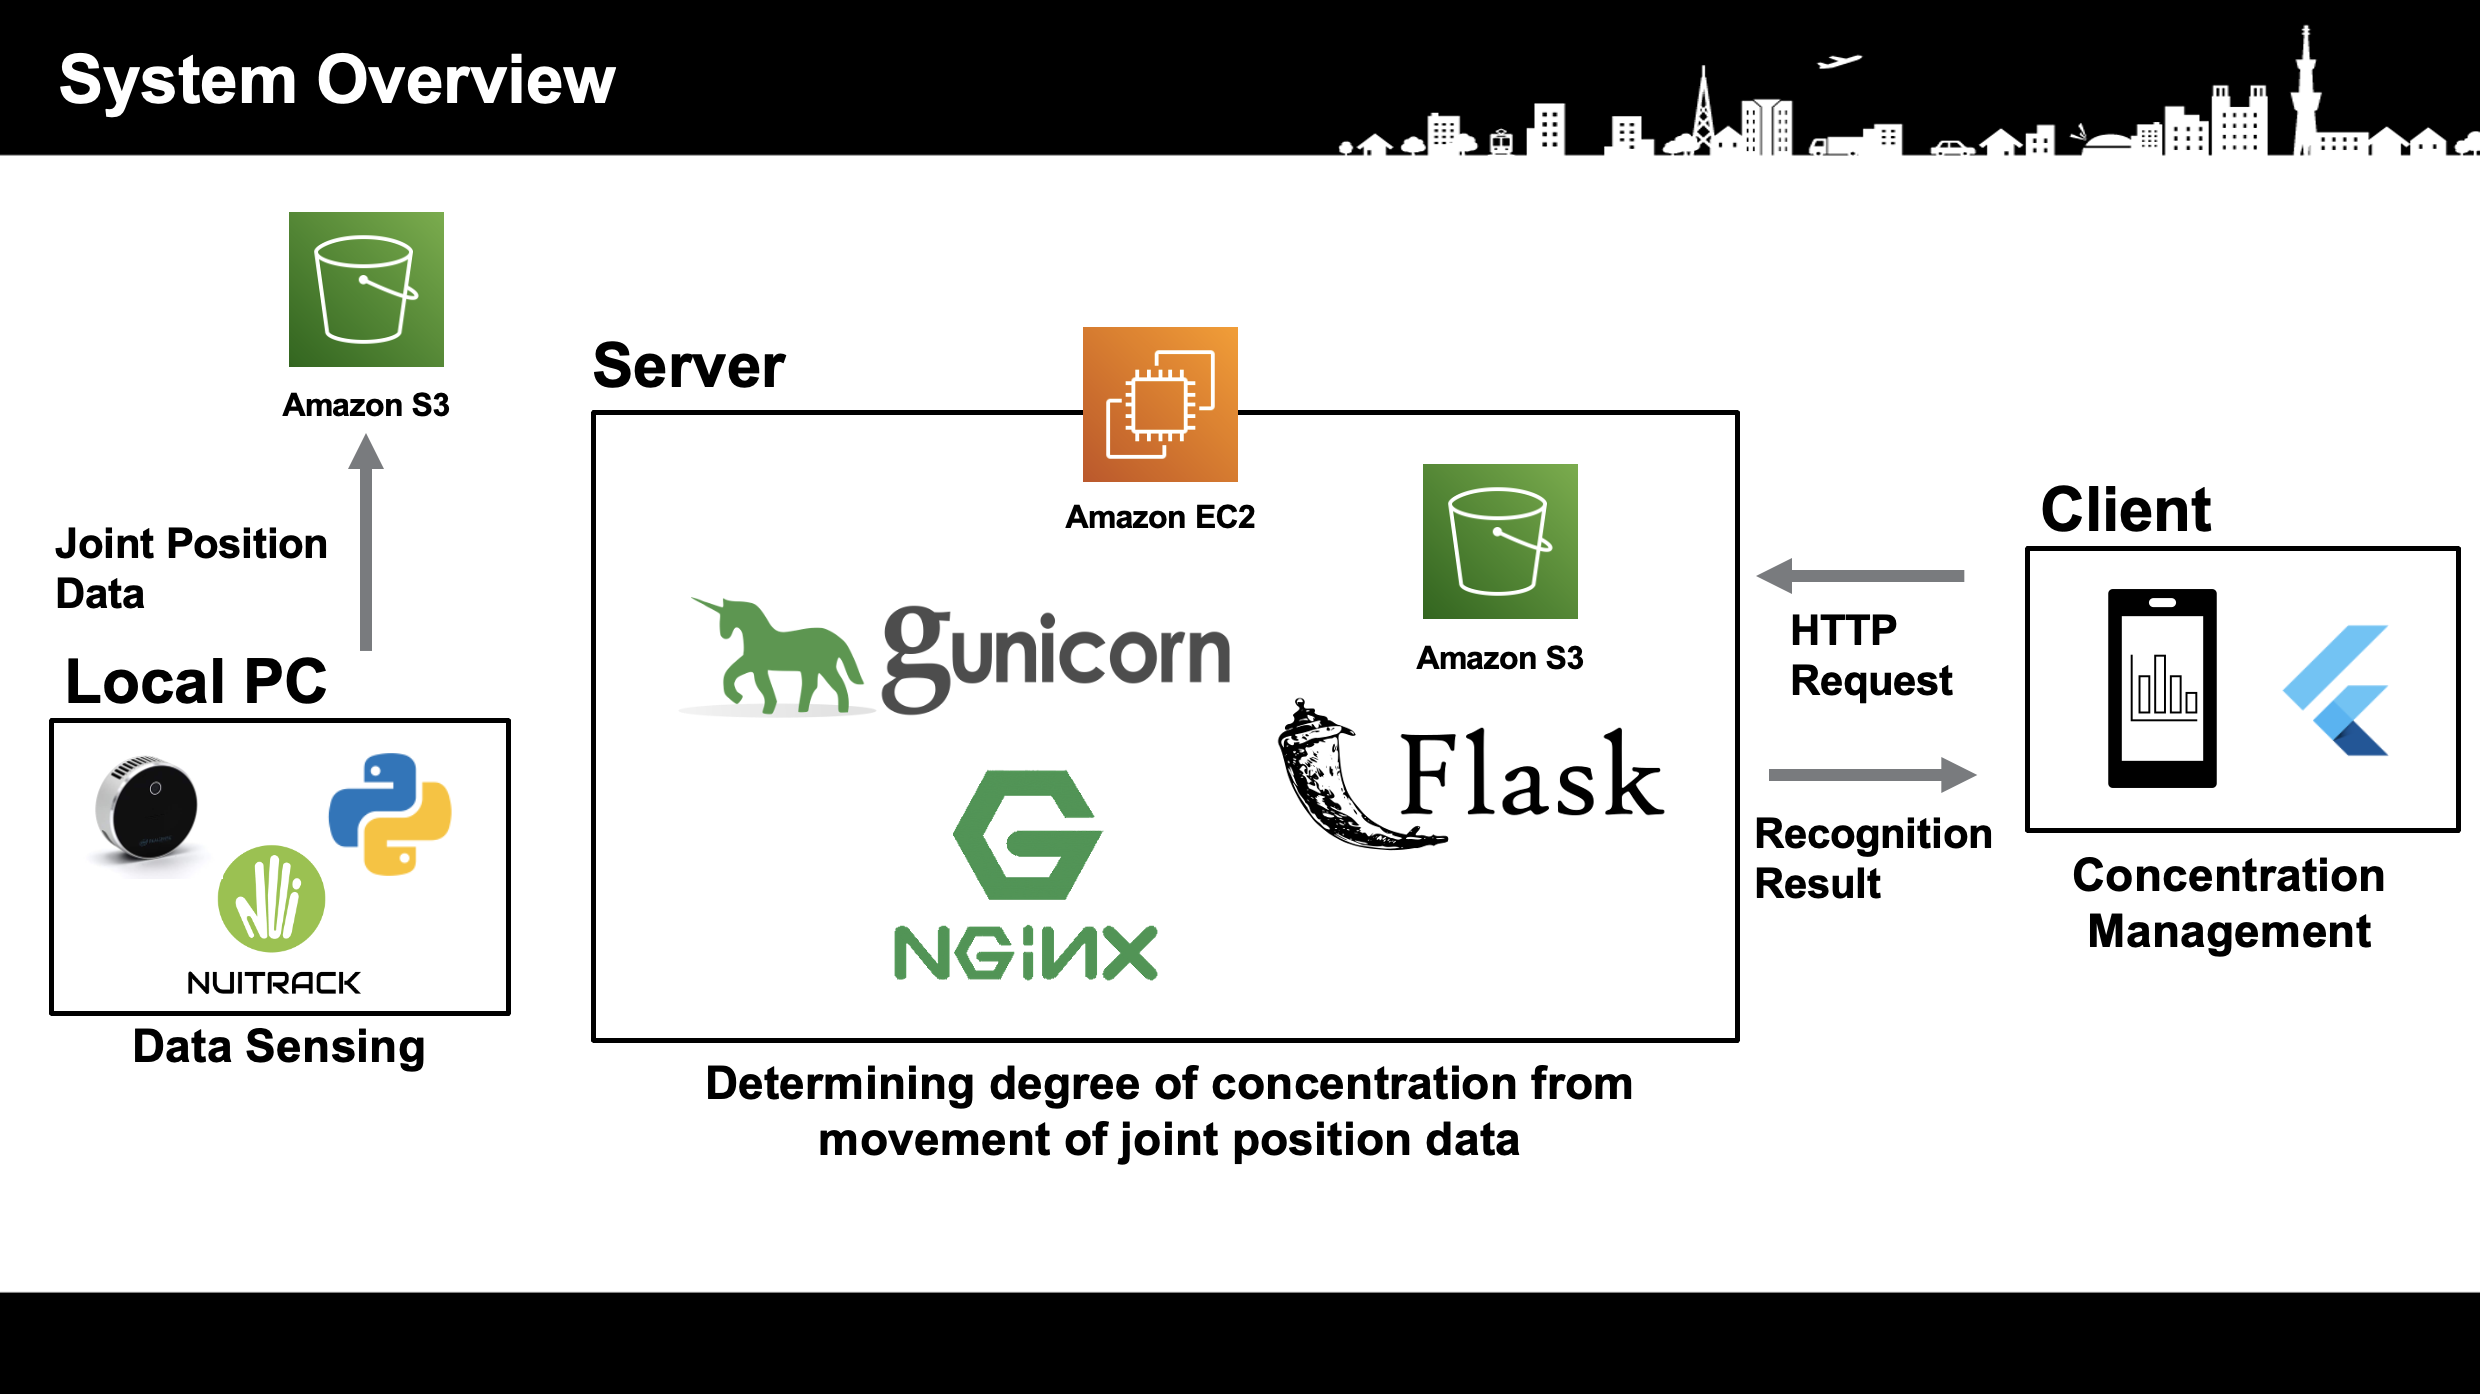 System Overview
Amazon S3
Joint Position
Data
Local PC
NUITRACK
Data Sensing
Server
Amazon EC2
Amazon S3
gunicorn
Flask
NGiNX
Determining degree of concentration from
movement of joint position data
HTTP
Request
Recognition
Result
Client
Concentration
Management